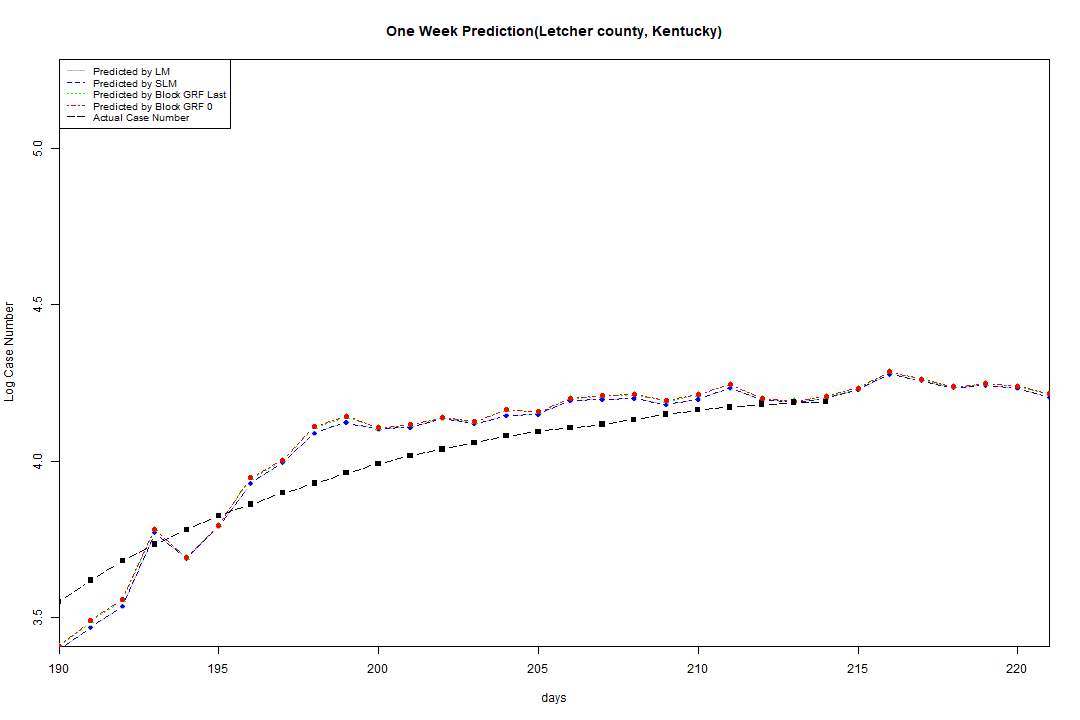 One Week Prediction(Letcher county, Kentucky)
Predicted by LM
Predicted by SLM
Predicted by Block GRF Last
Predicted by Block GRF 0
Actual Case Number
5.0
4.5
4.0
3.5
Log Case Number
190 195 200 205 210 215 220
days